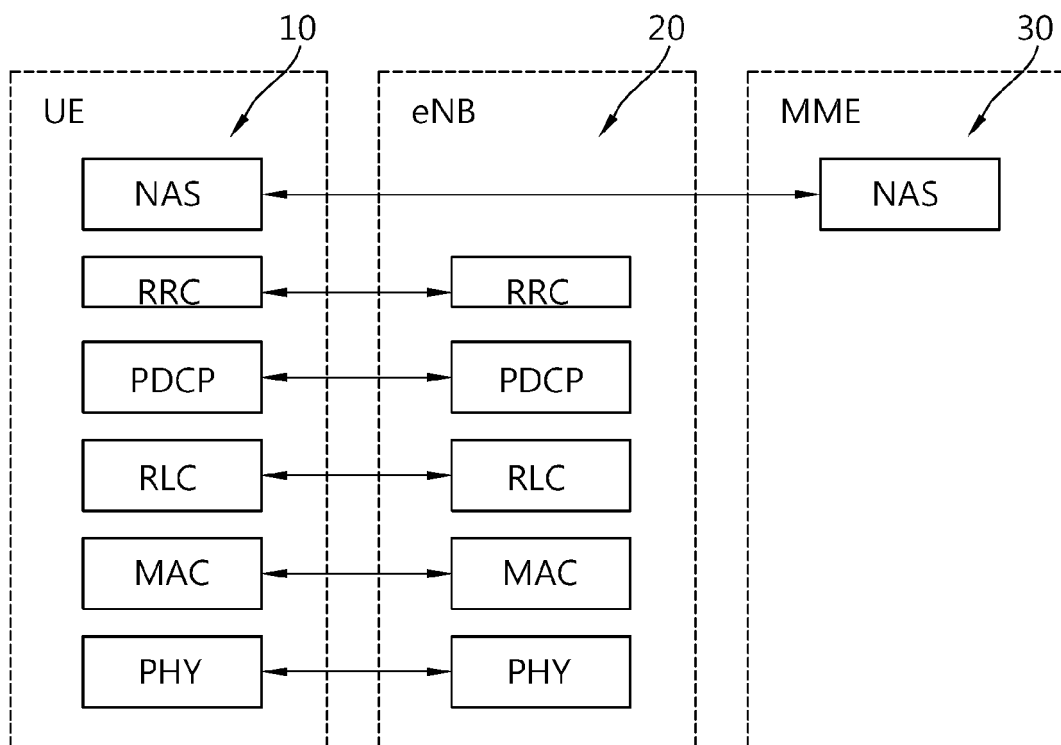 10 20 30
UE eNB MME
NAS NAS
RRC RRC
PDCP PDCP
RLC RLC
MAC MAC
PHY PHY